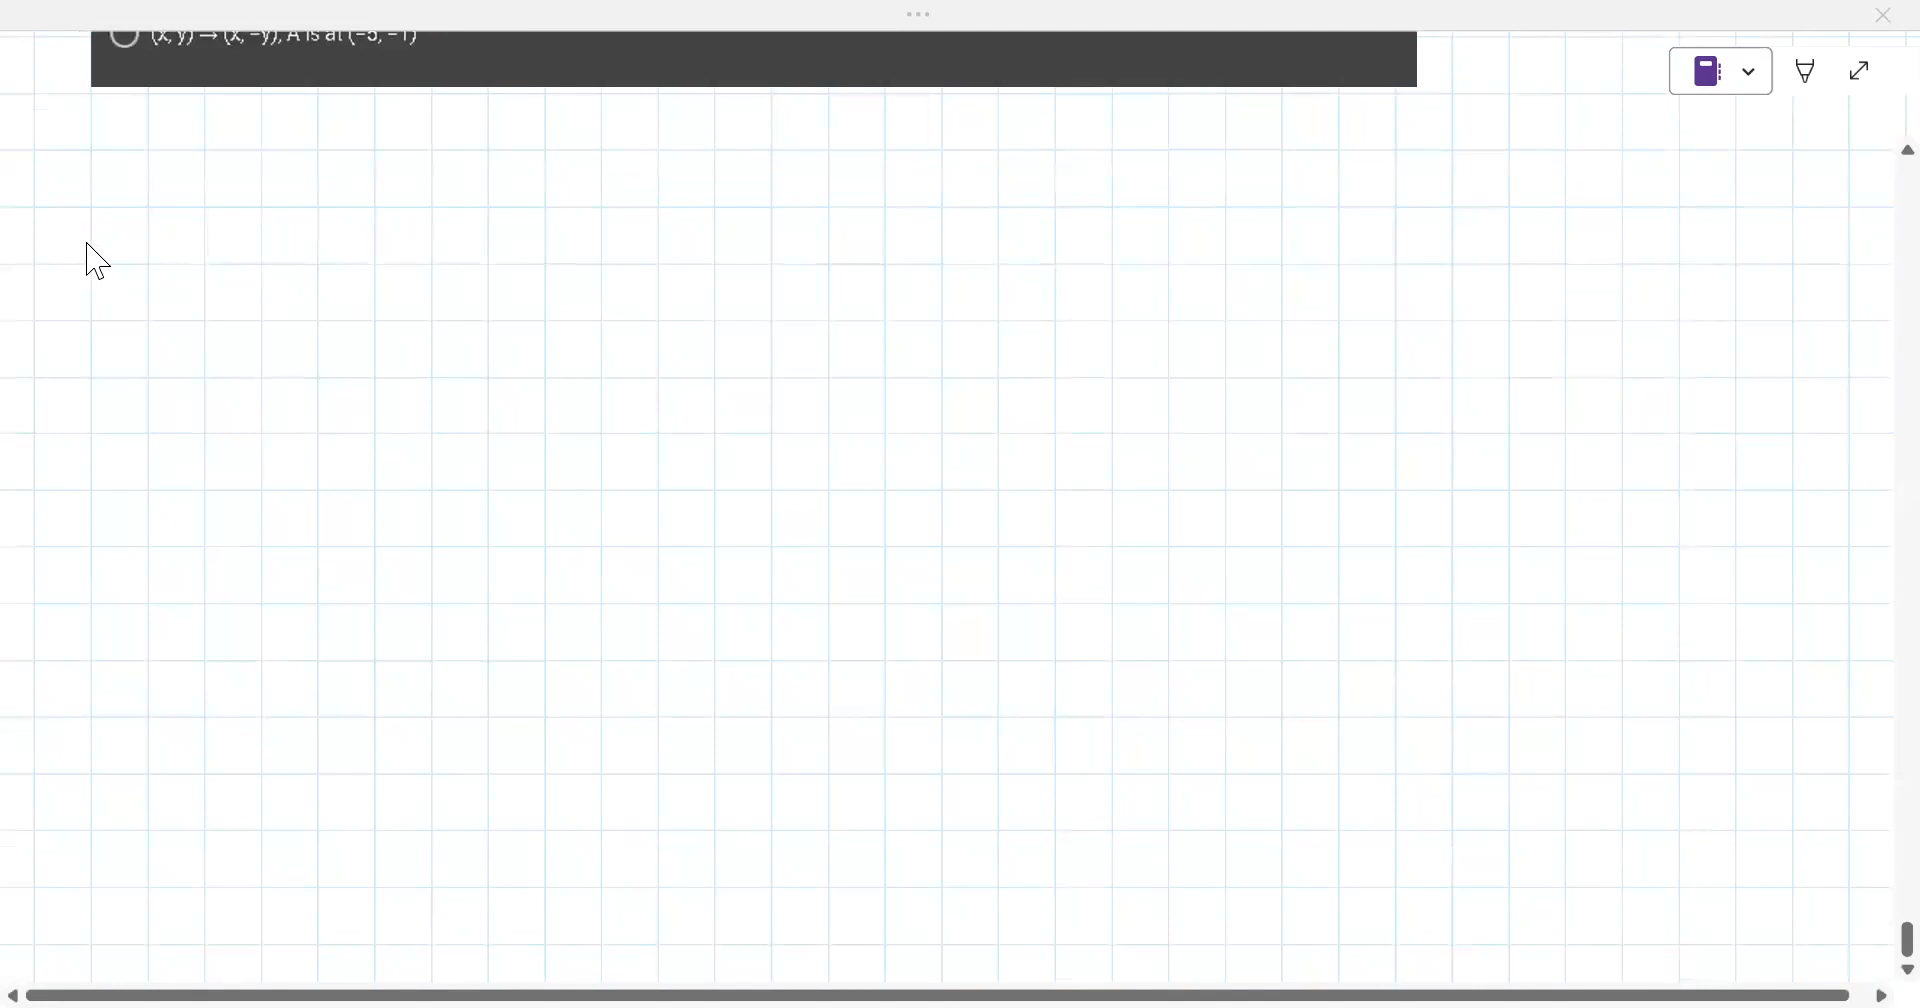 (x, y) → (x, −y), A is at (−5, −1)